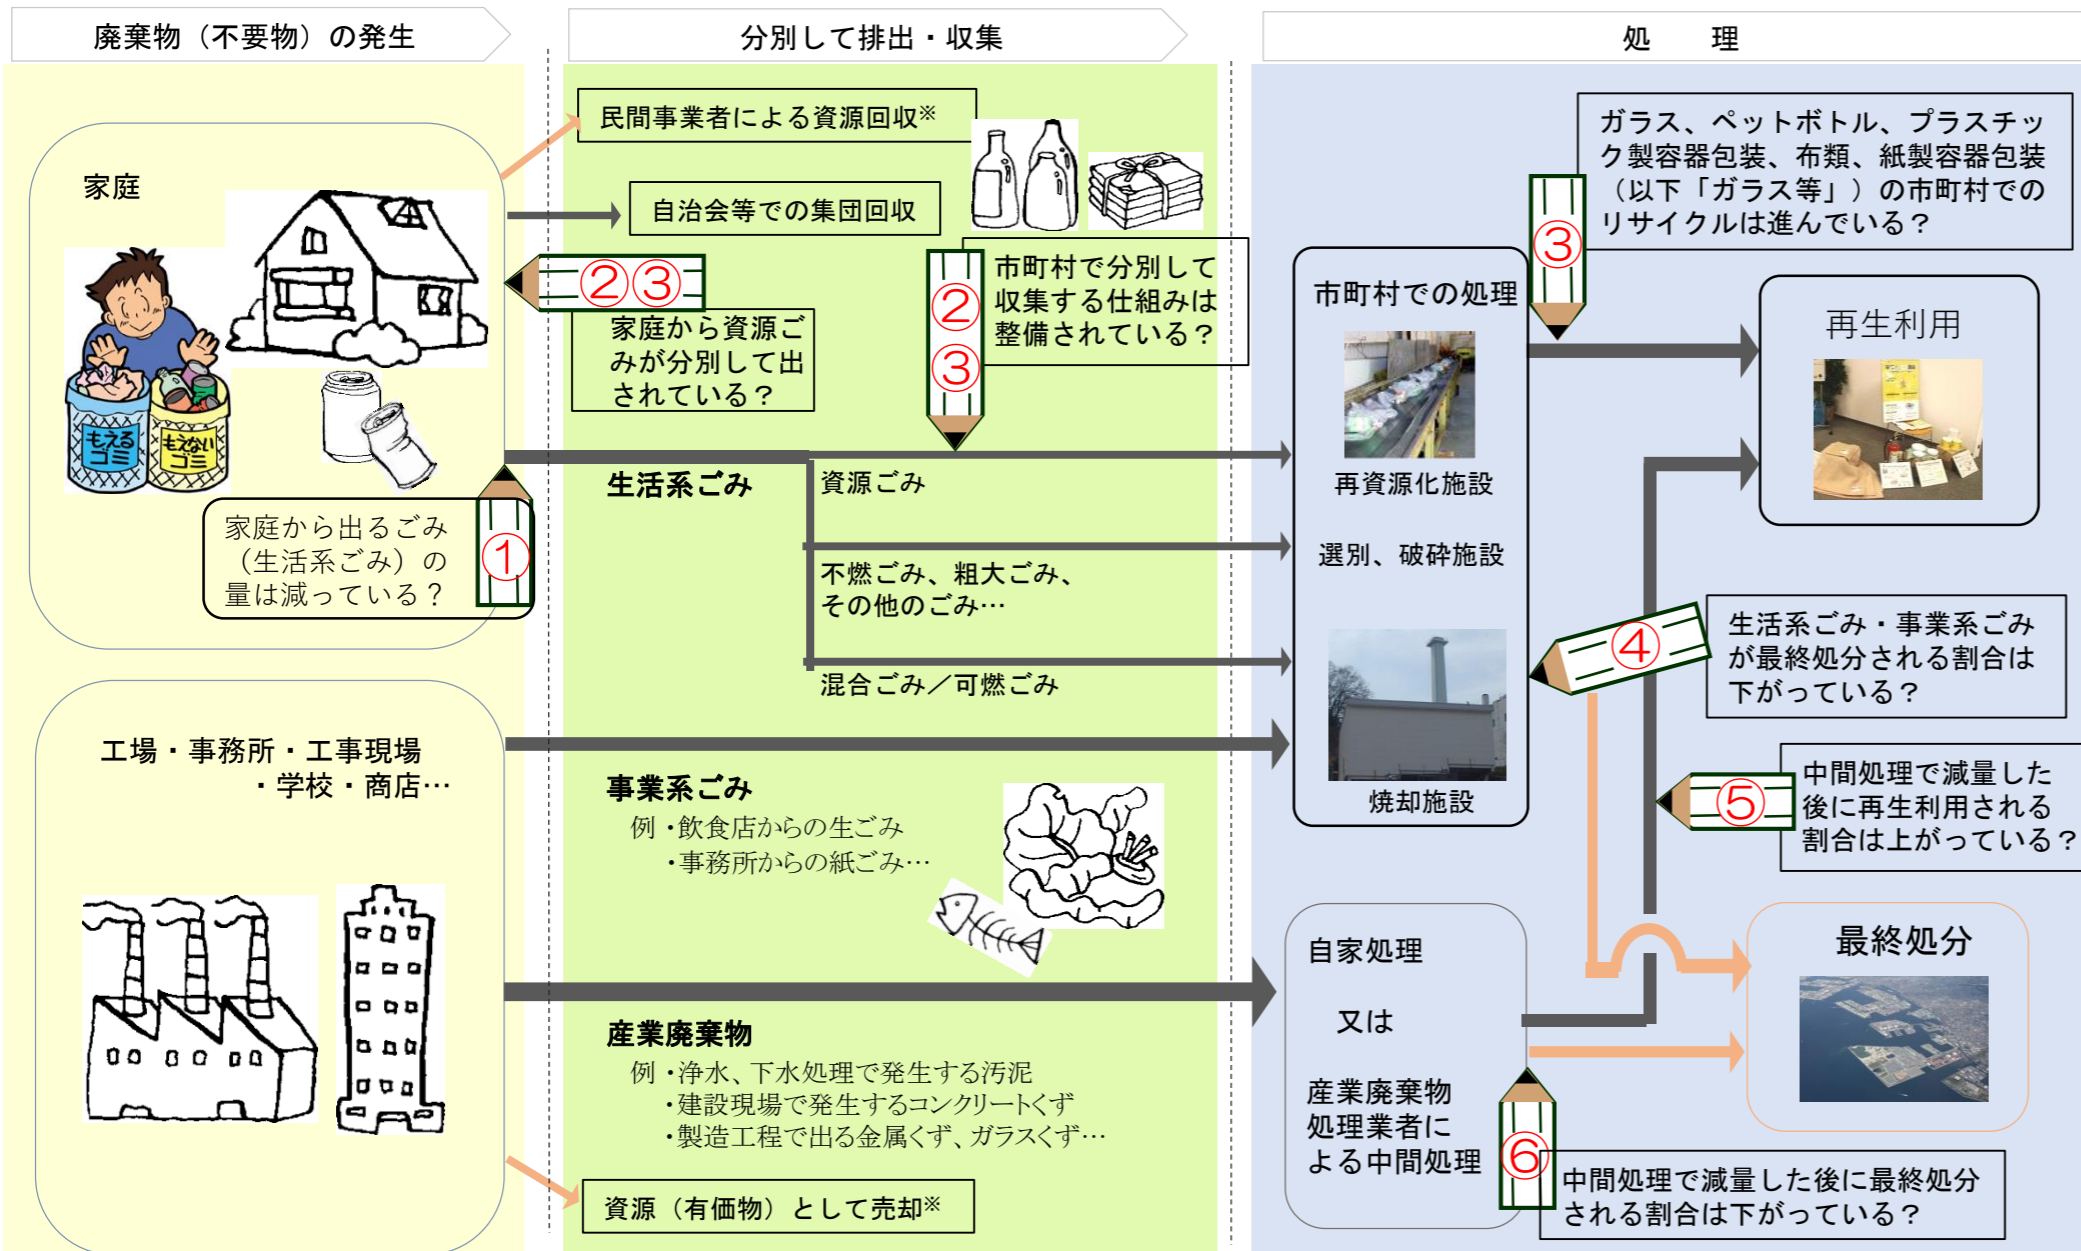 廃棄物（不要物）の発生
分別して排出・収集
処　　理
家庭
もえる
ゴミ
もえない
ゴミ
家庭から出るごみ
（生活系ごみ）の
量は減っている？
①
工場・事務所・工事現場
・学校・商店…
民間事業者による資源回収※
自治会等での集団回収
②③
家庭から資源ご
みが分別して出
されている？
②
③
市町村で分別して
収集する仕組みは
整備されている？
生活系ごみ
資源ごみ
不燃ごみ、粗大ごみ、
その他のごみ…
混合ごみ／可燃ごみ
事業系ごみ
例・飲食店からの生ごみ
・事務所からの紙ごみ…
産業廃棄物
例・浄水、下水処理で発生する汚泥
・建設現場で発生するコンクリートくず
・製造工程で出る金属くず、ガラスくず…
資源（有価物）として売却※
ガラス、ペットボトル、プラスチッ
ク製容器包装、布類、紙製容器包装
（以下「ガラス等」）の市町村での
リサイクルは進んでいる？
③
市町村での処理
再資源化施設
選別、破砕施設
焼却施設
再生利用
④
生活系ごみ・事業系ごみ
が最終処分される割合は
下がっている？
⑤
中間処理で減量した
後に再生利用される
割合は上がっている？
自家処理
又は
産業廃棄物
処理業者に
よる中間処理
最終処分
⑥
中間処理で減量した後に最終処分
される割合は下がっている？